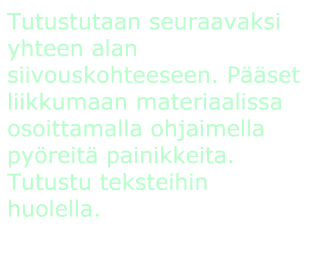 Tutustutaan seuraavaksi
yhteen alan
siivouskohteeseen. Pääset
liikkumaan materiaalissa
osoittamalla ohjaimella
pyöreitä painikkeita.
Tutustu teksteihin
huolella.